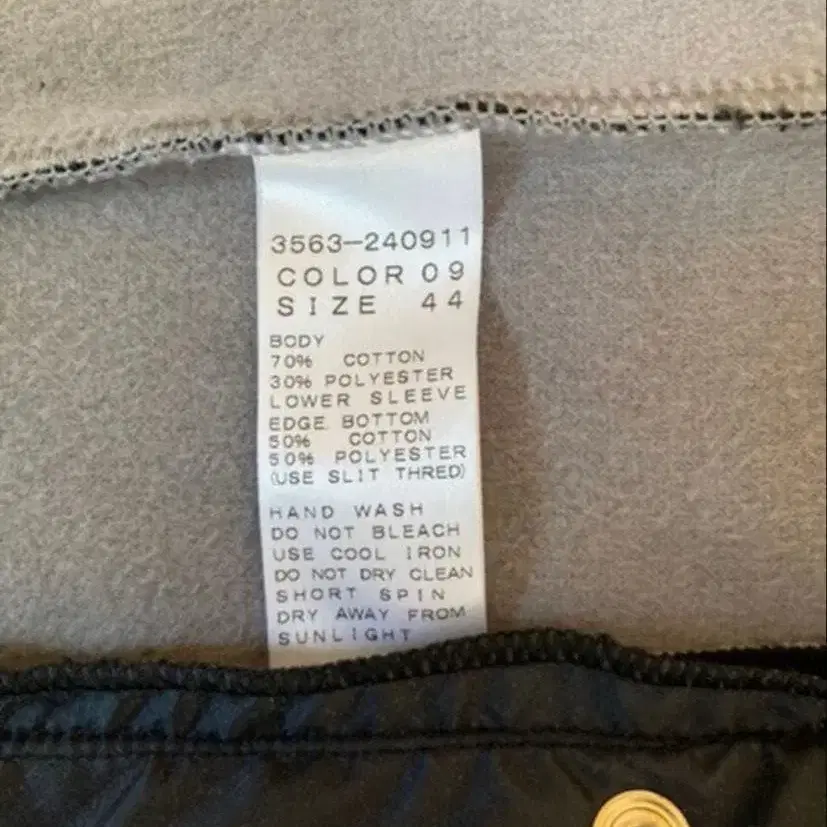 3563-240911
COLOR 09
SIZE 44
BODY
70% COTTON
30% POLYESTER
LOWER SLEEVE
EDGE BOTTOM
50% COTTON
50% POLYESTER
(USE SLIT THRED)
HAND WASH
DO NOT BLEACH
USE COOL IRON
DO NOT DRY CLEAN
SHORT SPIN
DRY AWAY FROM
SUNLIGHT